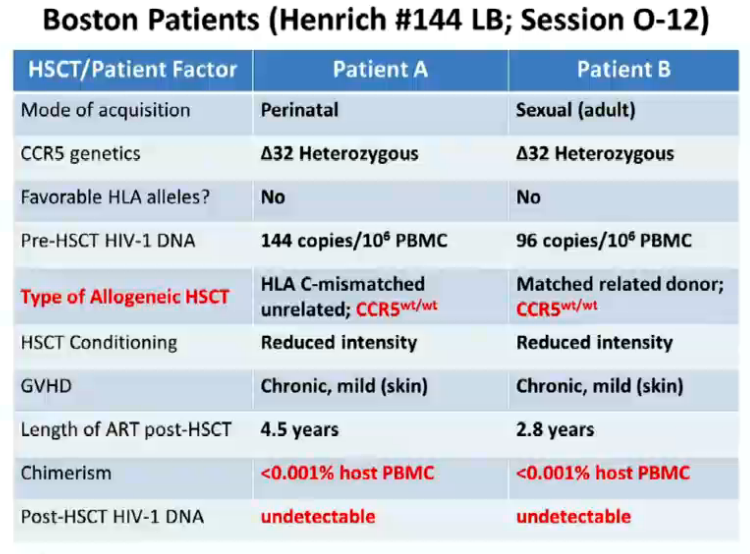 Boston Patients (Henrich #144 LB; Session O-12)
HSCT/Patient Factor Patient A Patient B
Mode of acquisition Perinatal Sexual (adult)
CCR5 genetics Δ32 Heterozygous Δ32 Heterozygous
Favorable HLA alleles? No No
Pre-HSCT HIV-1 DNA 144 copies/10⁶ PBMC 96 copies/10⁶ PBMC
Type of Allogeneic HSCT HLA C-mismatched unrelated; CCR5ʷᵗ/ʷᵗ Matched related donor; CCR5ʷᵗ/ʷᵗ
HSCT Conditioning Reduced intensity Reduced intensity
GVHD Chronic, mild (skin) Chronic, mild (skin)
Length of ART post-HSCT 4.5 years 2.8 years
Chimerism <0.001% host PBMC <0.001% host PBMC
Post-HSCT HIV-1 DNA undetectable undetectable